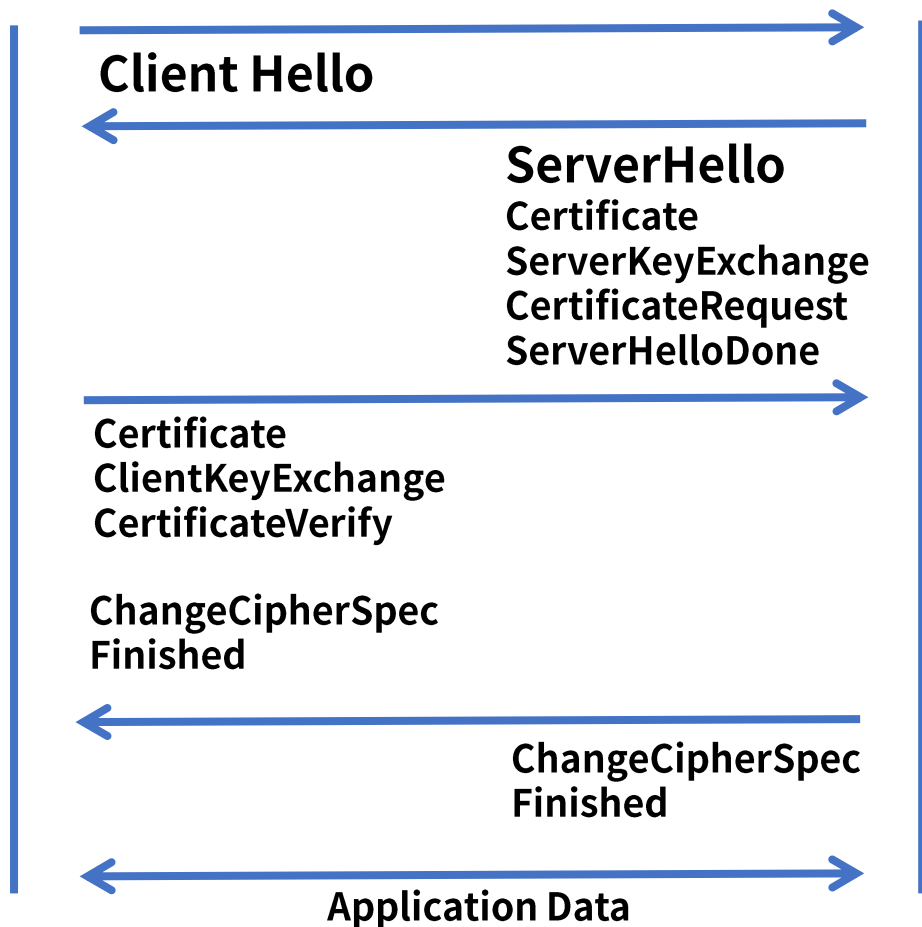 Client Hello
ServerHello
Certificate
ServerKeyExchange
CertificateRequest
ServerHelloDone
Certificate
ClientKeyExchange
CertificateVerify
ChangeCipherSpec
Finished
ChangeCipherSpec
Finished
Application Data